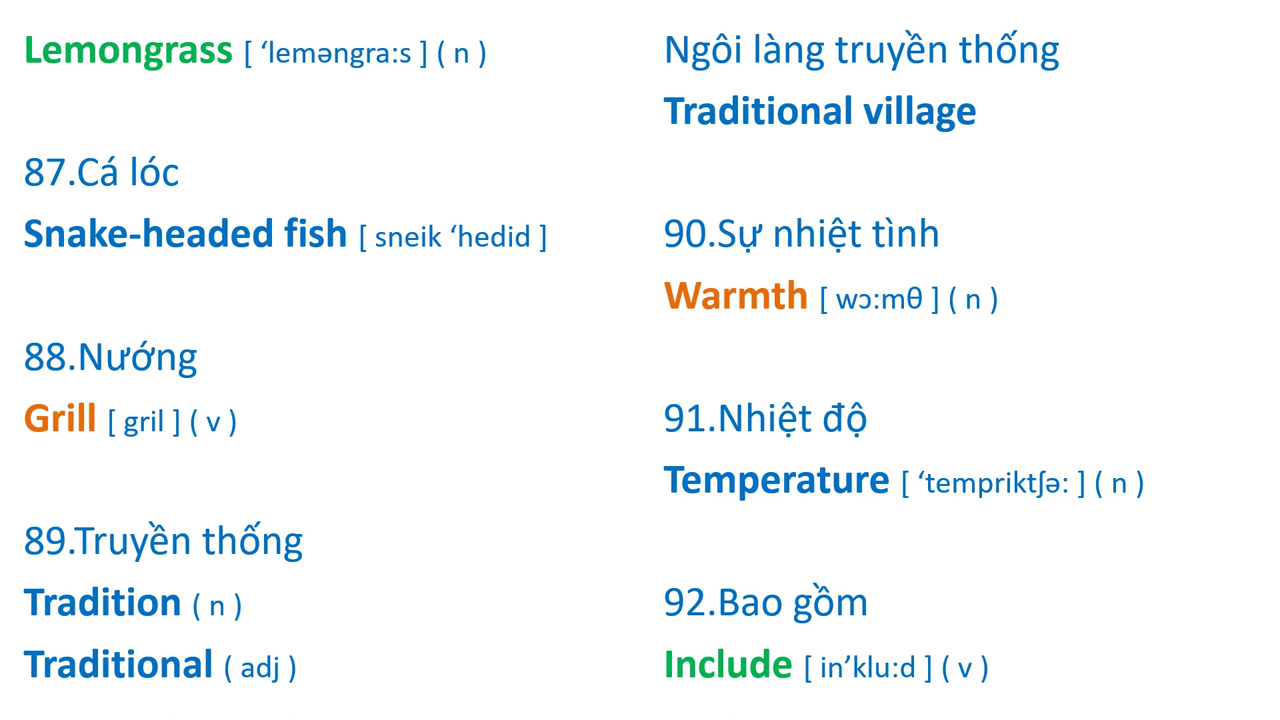 Lemongrass [ ‘leməngra:s ] ( n )
87.Cá lóc
Snake-headed fish [ sneik ‘hedid ]
88.Nướng
Grill [ gril ] ( v )
89.Truyền thống
Tradition ( n )
Traditional ( adj )
Ngôi làng truyền thống
Traditional village
90.Sự nhiệt tình
Warmth [ wɔ:mθ ] ( n )
91.Nhiệt độ
Temperature [ ‘tempriktʃə: ] ( n )
92.Bao gồm
Include [ in’klu:d ] ( v )